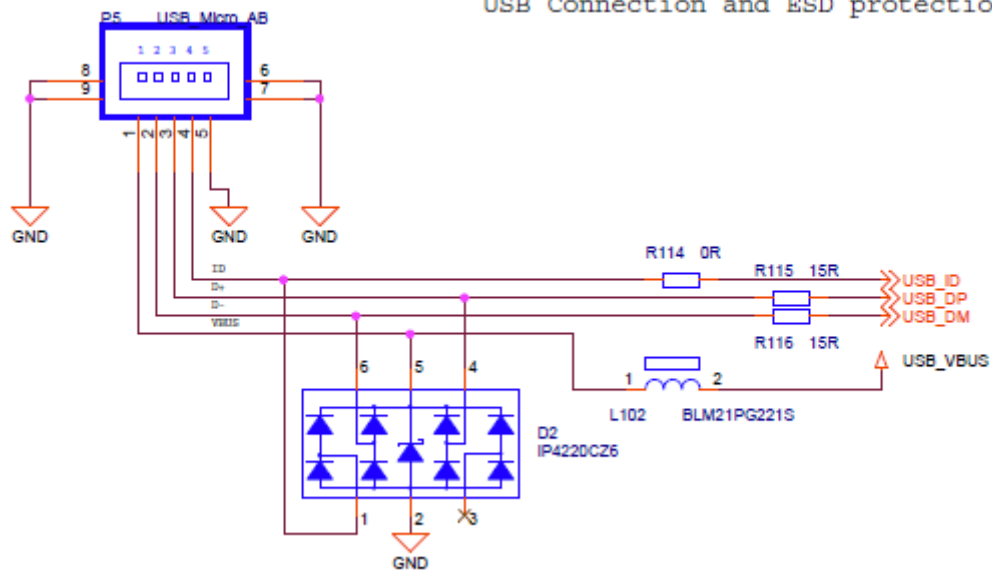 USB Connection and ESD protectio
P5 USB_Micro_AB
1 2 3 4 5
8 6
9 7
1 2 3 4 5
GND GND GND
R114 0R
ID
R115 15R
USB_ID
D+
USB_DP
D-
USB_DM
VBUS
R116 15R
USB_VBUS
6 5 4
1 2
L102 BLM21PG221S
D2
IP4220CZ6
1 2 3
GND